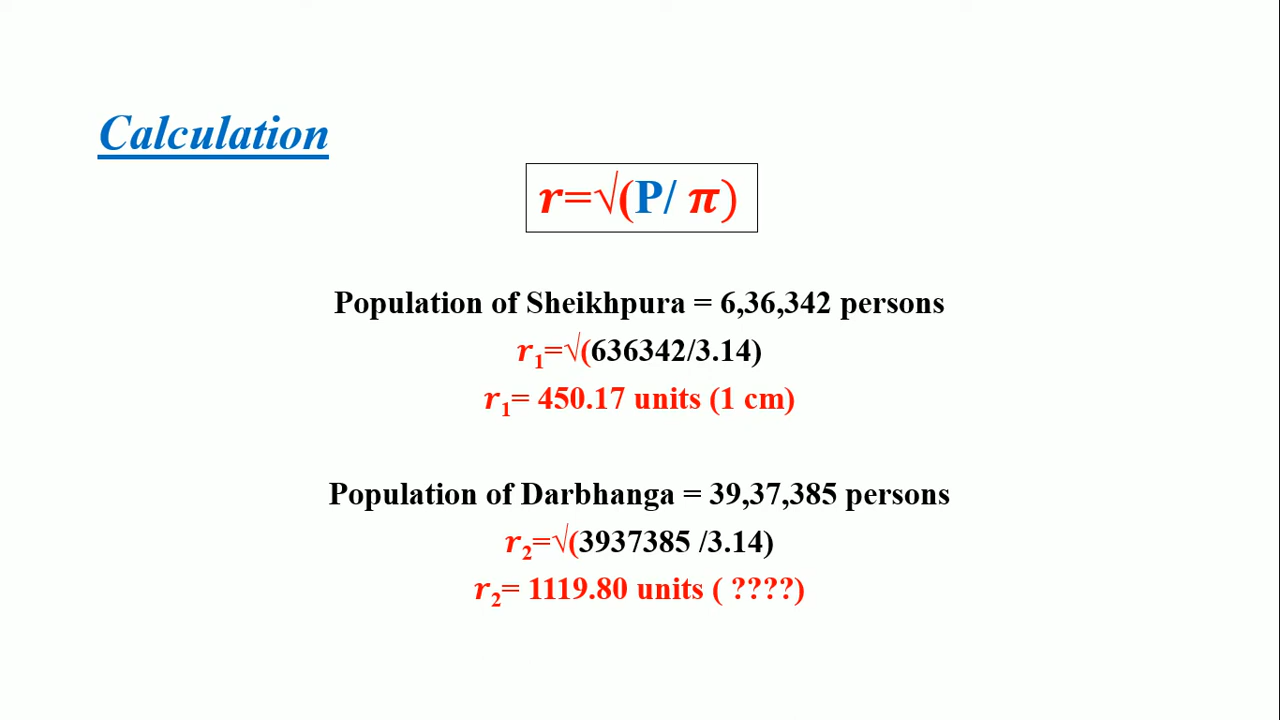 Calculation
r=√(P/ π)
Population of Sheikhpura = 6,36,342 persons
r₁=√(636342/3.14)
r₁= 450.17 units (1 cm)
Population of Darbhanga = 39,37,385 persons
r₂=√(3937385 /3.14)
r₂= 1119.80 units ( ????)